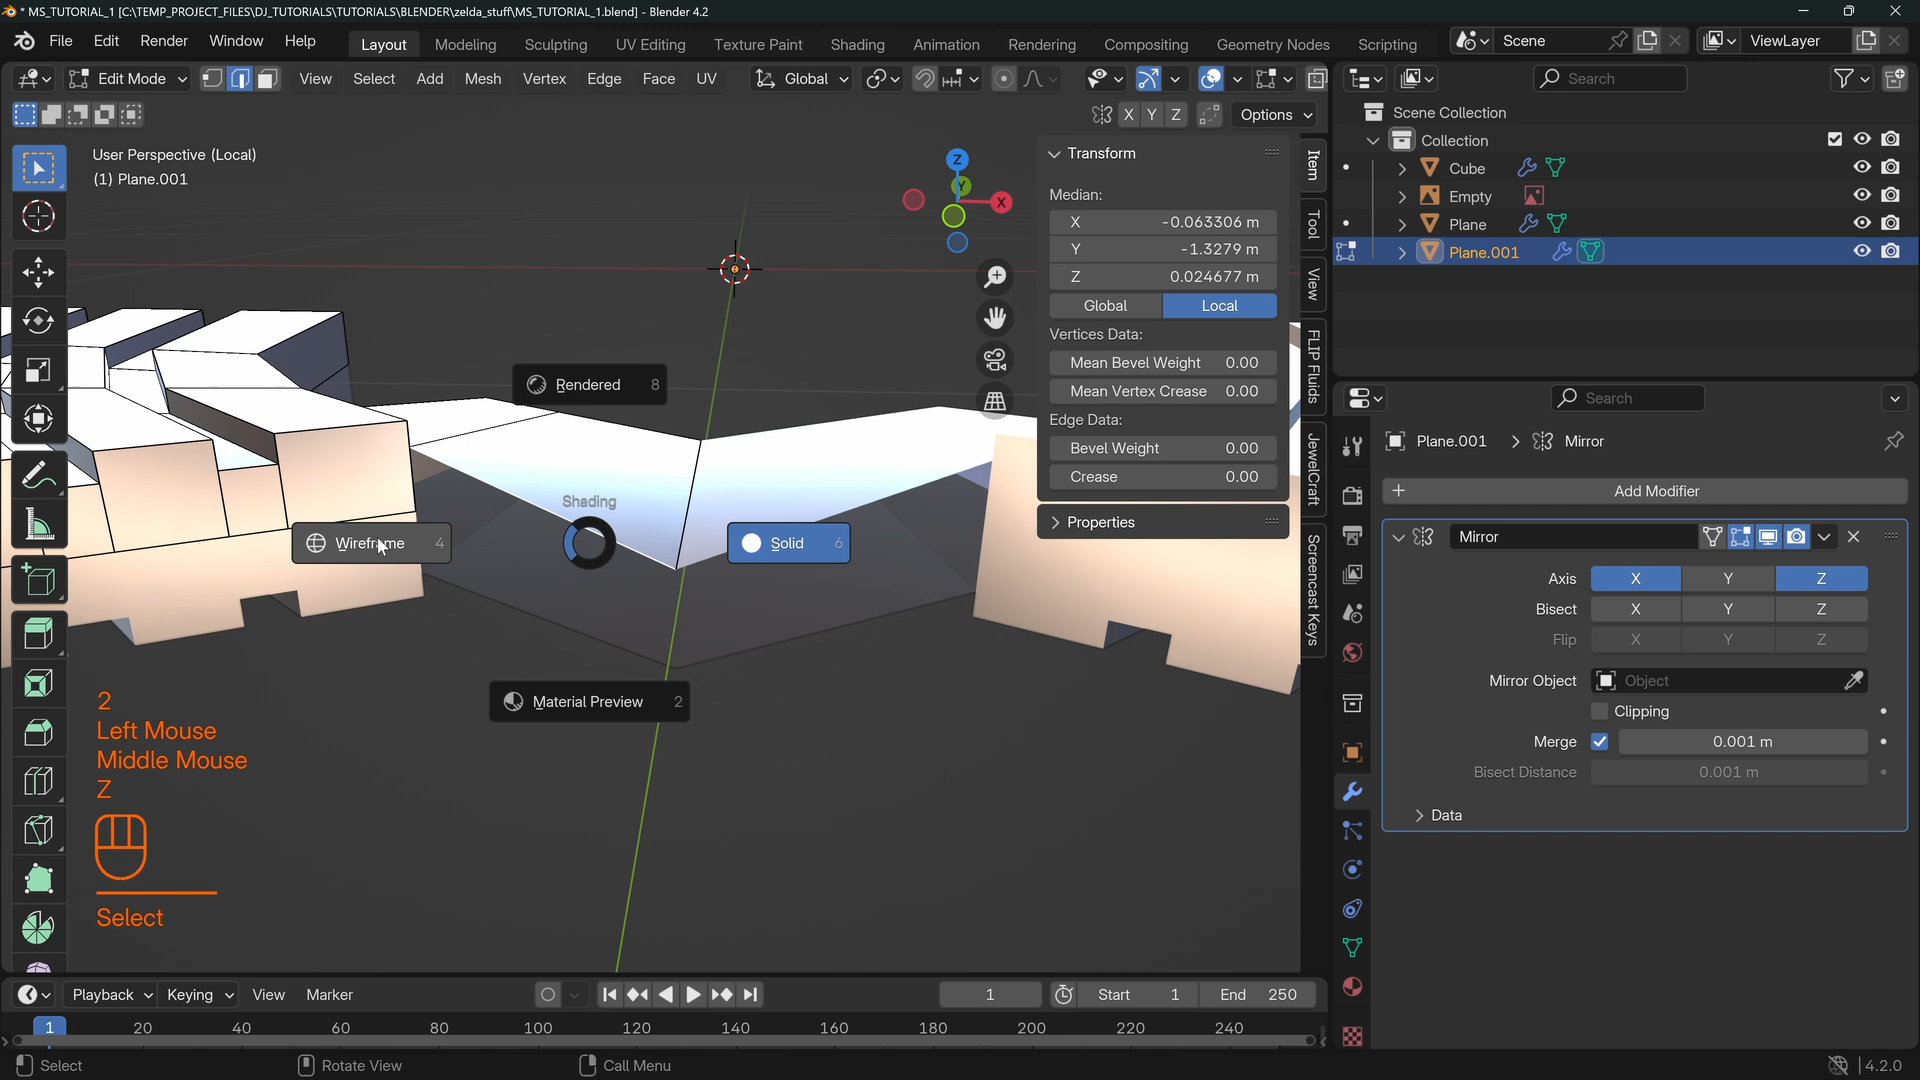 * MS_TUTORIAL_1 [C:\TEMP_PROJECT_FILES\DJ_TUTORIALS\TUTORIALS\BLENDER\zelda_stuff\MS_TUTORIAL_1.blend] - Blender 4.2
File Edit Render Window Help Layout Modeling Sculpting UV Editing Texture Paint Shading Animation Rendering Compositing Geometry Nodes Scripting Scene ViewLayer
Edit Mode View Select Add Mesh Vertex Edge Face UV Global Search
X Y Z Options
User Perspective (Local)
(1) Plane.001
Z
Y
X
Transform
Median:
X -0.063306 m
Y -1.3279 m
Z 0.024677 m
Global Local
Vertices Data:
Mean Bevel Weight 0.00
Mean Vertex Crease 0.00
Edge Data:
Bevel Weight 0.00
Crease 0.00
Properties
Item
Tool
View
FLIP Fluids
JewelCraft
Screencast Keys
Rendered 8
Shading
Wireframe 4
Solid 6
Material Preview 2
2
Left Mouse
Middle Mouse
Z
Select
Scene Collection
Collection
Cube
Empty
Plane
Plane.001
Search
Plane.001 Mirror
Add Modifier
Mirror
Axis X Y Z
Bisect X Y Z
Flip X Y Z
Mirror Object Object
Clipping
Merge 0.001 m
Bisect Distance 0.001 m
Data
Playback Keying View Marker 1 Start 1 End 250
1 20 40 60 80 100 120 140 160 180 200 220 240
Select Rotate View Call Menu 4.2.0